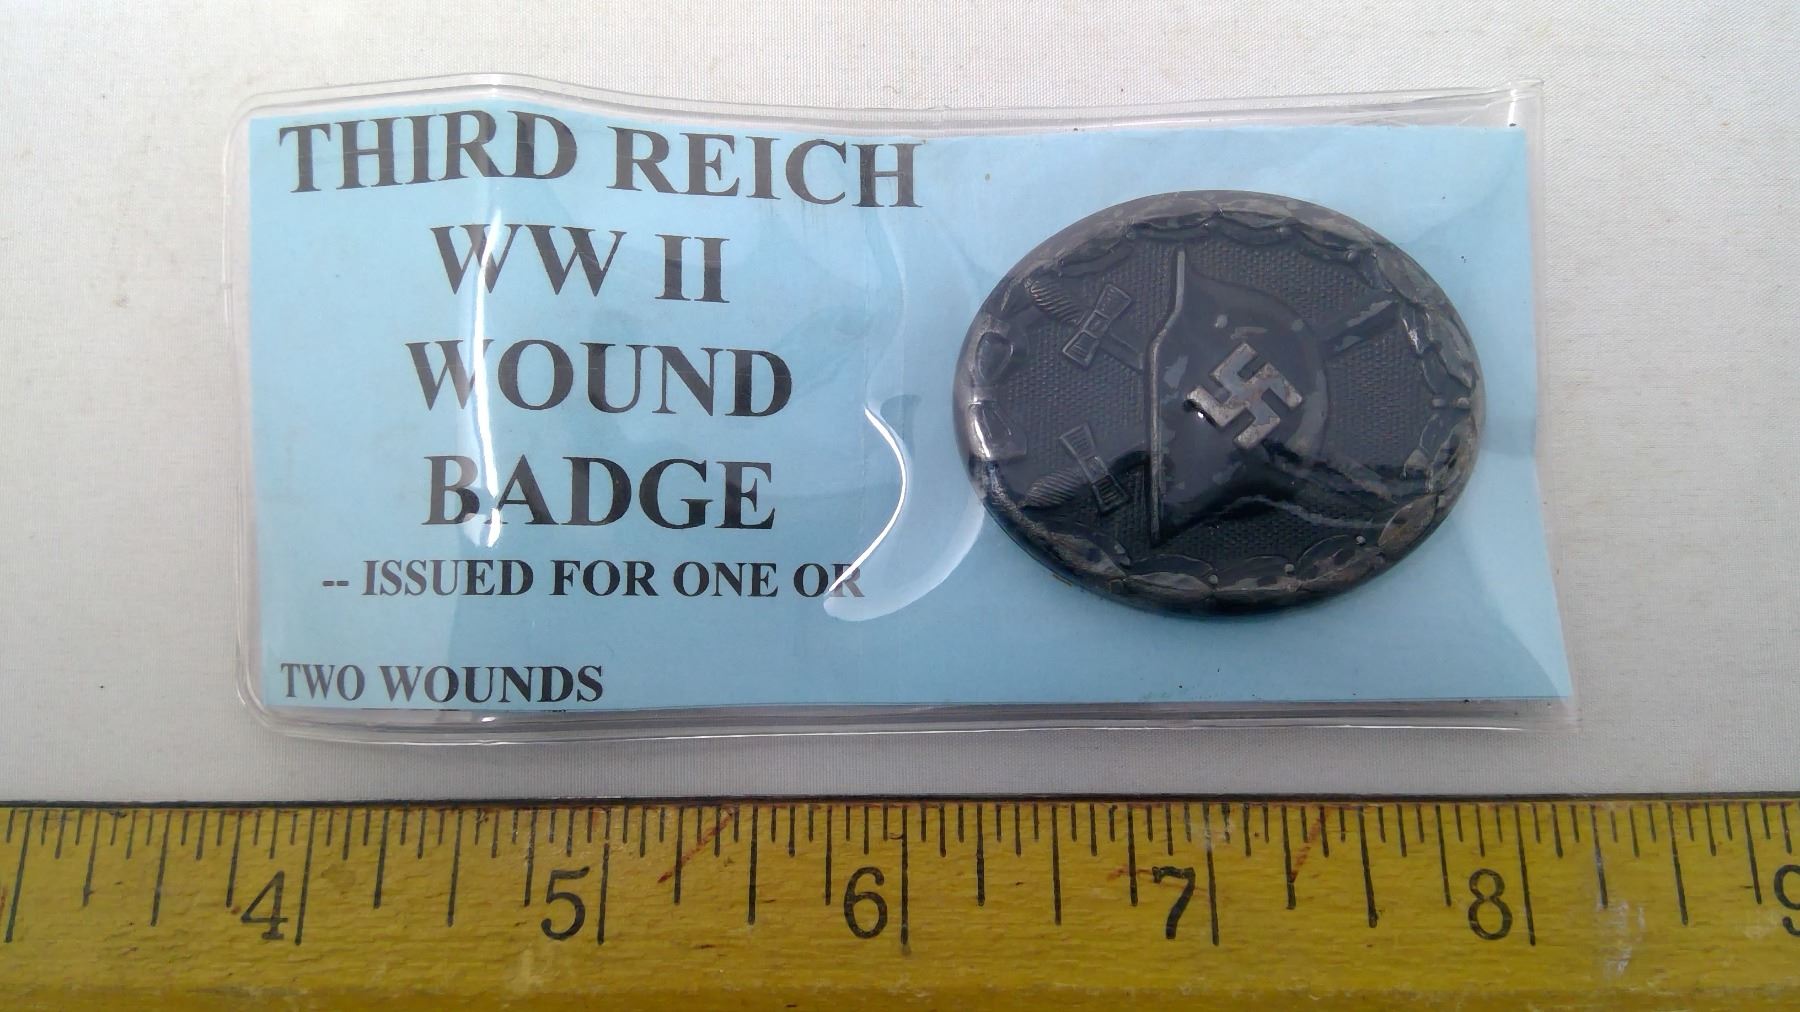 THIRD REICH
WW II
WOUND
BADGE
-- ISSUED FOR ONE OR
TWO WOUNDS
4 5 6 7 8 9